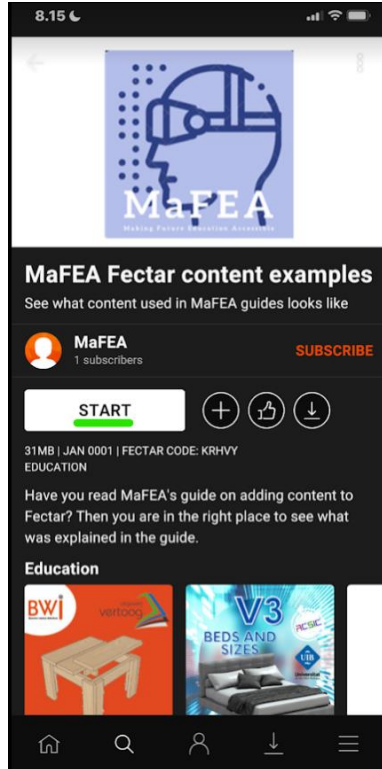 8.15
MaFEA
Making Future Education Accessible
MaFEA Fectar content examples
See what content used in MaFEA guides looks like
MaFEA
1 subscribers
SUBSCRIBE
START
31MB | JAN 0001 | FECTAR CODE: KRHVY
EDUCATION
Have you read MaFEA's guide on adding content to
Fectar? Then you are in the right place to see what
was explained in the guide.
Education
BWI
vertoog
V3
BEDS AND
SIZES
ACSIC
UIB
Universitat